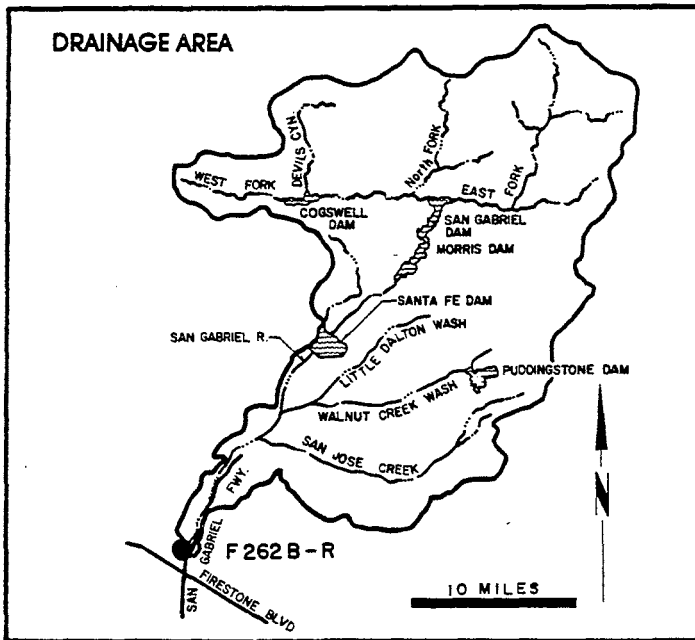 DRAINAGE AREA
DEVILS CYN.
North FORK
WEST FORK
EAST FORK
COGSWELL
DAM
SAN GABRIEL
DAM
MORRIS DAM
SANTA FE DAM
SAN GABRIEL R.
LITTLE DALTON WASH
PUDDINGSTONE DAM
WALNUT CREEK WASH
SAN JOSE CREEK
N
SAN GABRIEL FWY.
F 262 B - R
FIRESTONE BLVD
10 MILES